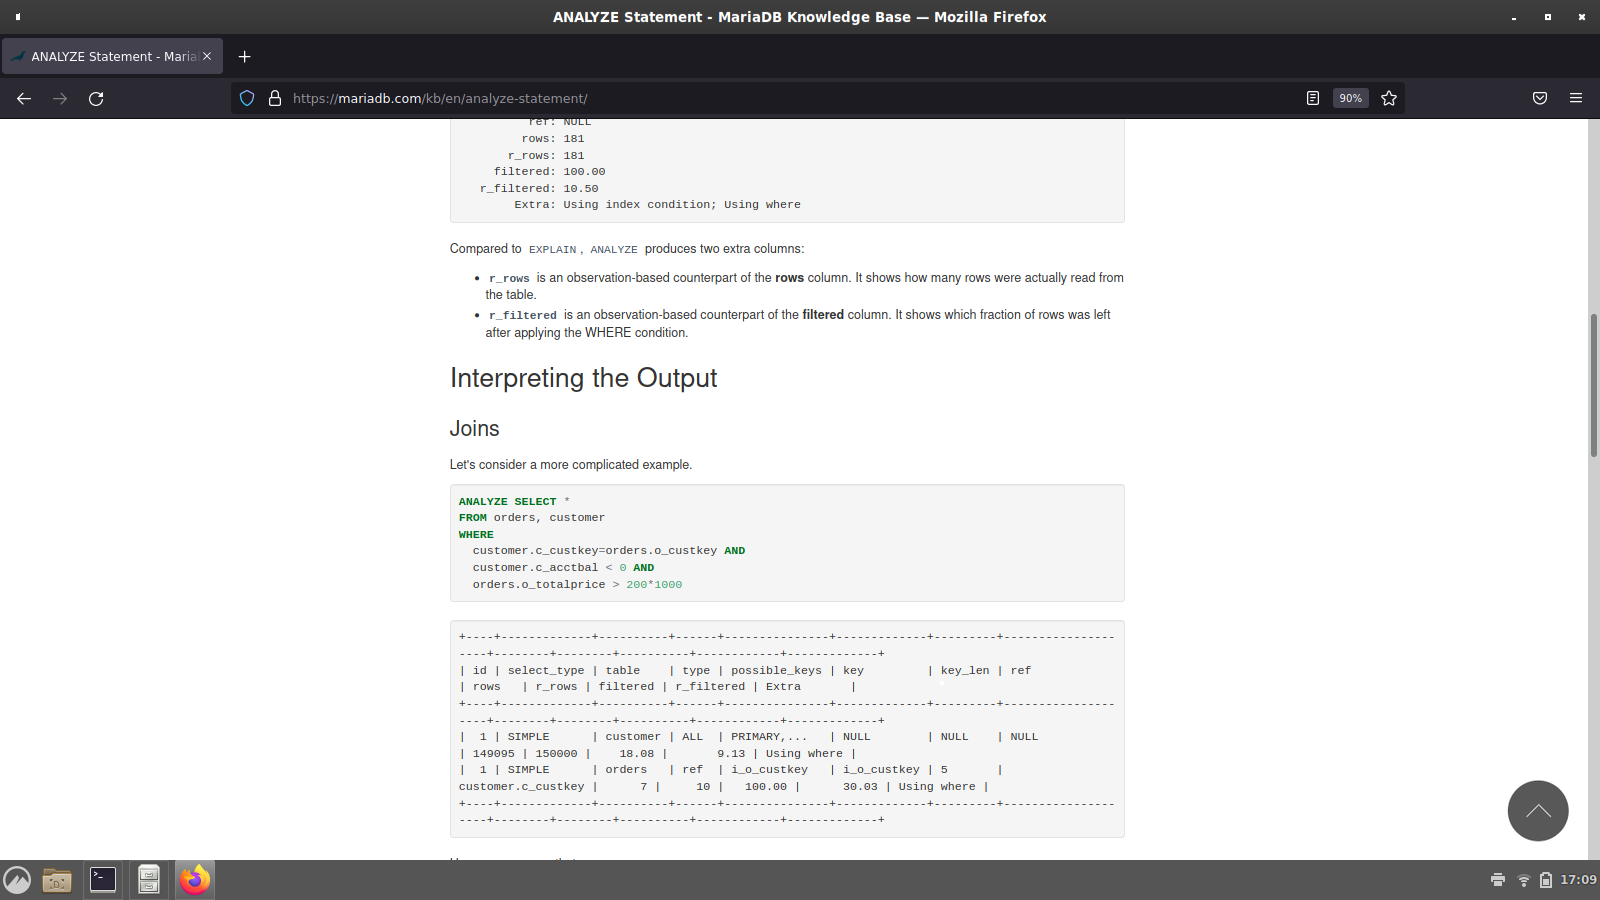 ANALYZE Statement - MariaDB Knowledge Base — Mozilla Firefox
ANALYZE Statement - Maria
https://mariadb.com/kb/en/analyze-statement/
90%
ref: NULL
rows: 181
r_rows: 181
filtered: 100.00
r_filtered: 10.50
Extra: Using index condition; Using where
Compared to EXPLAIN, ANALYZE produces two extra columns:
• r_rows is an observation-based counterpart of the rows column. It shows how many rows were actually read from
the table.
• r_filtered is an observation-based counterpart of the filtered column. It shows which fraction of rows was left
after applying the WHERE condition.
Interpreting the Output
Joins
Let's consider a more complicated example.
ANALYZE SELECT *
FROM orders, customer
WHERE
customer.c_custkey=orders.o_custkey AND
customer.c_acctbal < 0 AND
orders.o_totalprice > 200*1000
+----+-------------+----------+------+---------------+-------------+---------+----------------
----+--------+--------+----------+------------+-------------+
| id | select_type | table    | type | possible_keys | key         | key_len | ref
| rows   | r_rows | filtered | r_filtered | Extra       |
+----+-------------+----------+------+---------------+-------------+---------+----------------
----+--------+--------+----------+------------+-------------+
|  1 | SIMPLE      | customer | ALL  | PRIMARY,...   | NULL        | NULL    | NULL
| 149095 | 150000 |    18.08 |       9.13 | Using where |
|  1 | SIMPLE      | orders   | ref  | i_o_custkey   | i_o_custkey | 5       |
customer.c_custkey |      7 |     10 |   100.00 |      30.03 | Using where |
+----+-------------+----------+------+---------------+-------------+---------+----------------
----+--------+--------+----------+------------+-------------+
17:09